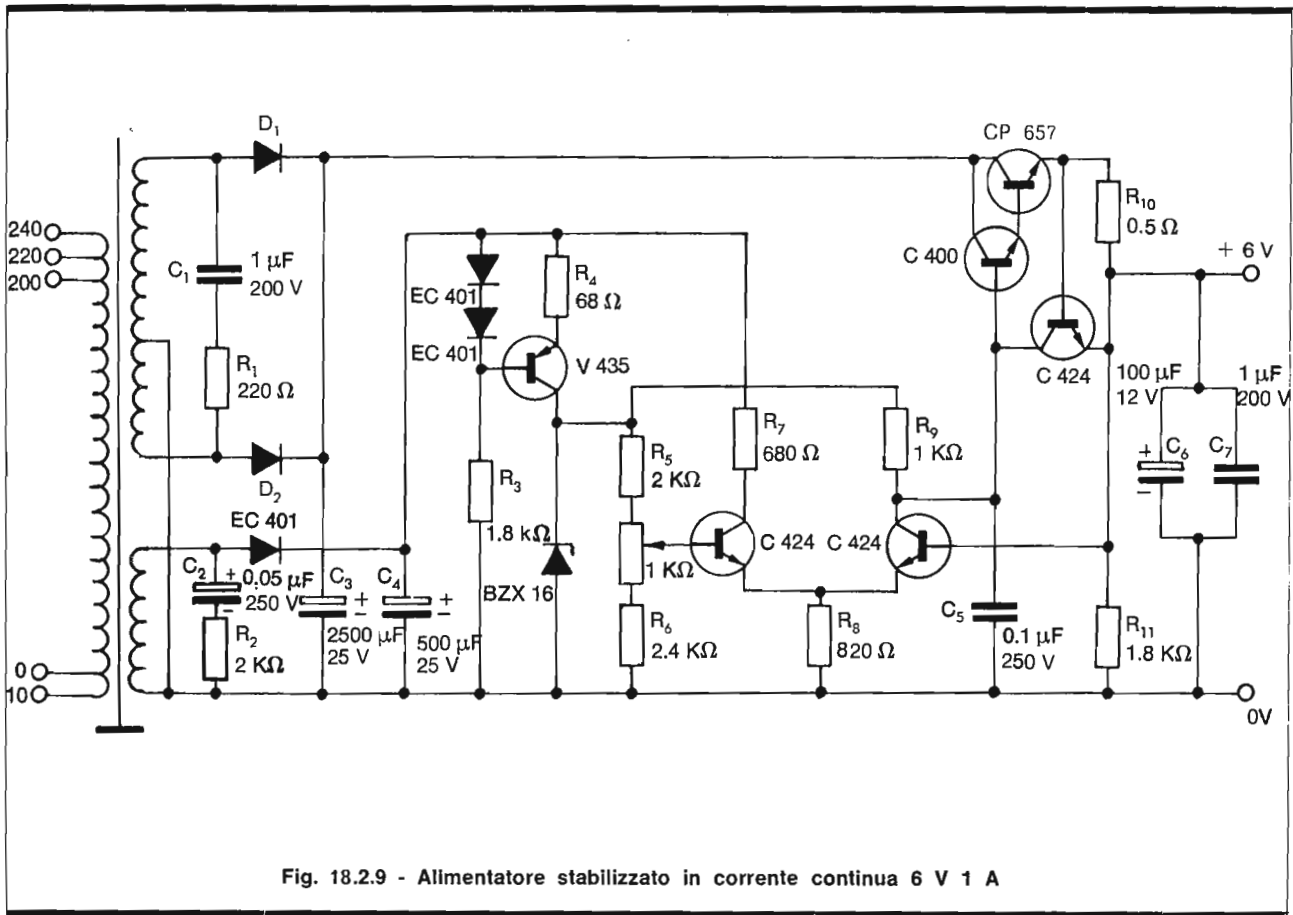 D1
CP 657
240
220
200
C1
1 µF
200 V
R1
220 Ω
D2
EC 401
EC 401
EC 401
R4
68 Ω
V 435
R3
1.8 kΩ
BZX 16
R5
2 KΩ
1 KΩ
R6
2.4 KΩ
R7
680 Ω
C 424
C 424
R9
1 KΩ
R8
820 Ω
C 400
C 424
R10
0.5 Ω
+ 6 V
100 µF
12 V
1 µF
200 V
+
C6
–
C7
C2
+
0.05 µF
250 V
–
R2
2 KΩ
C3
+
–
2500 µF
25 V
C4
+
–
500 µF
25 V
C5
0.1 µF
250 V
R11
1.8 KΩ
0
10
0V
Fig. 18.2.9 - Alimentatore stabilizzato in corrente continua 6 V 1 A